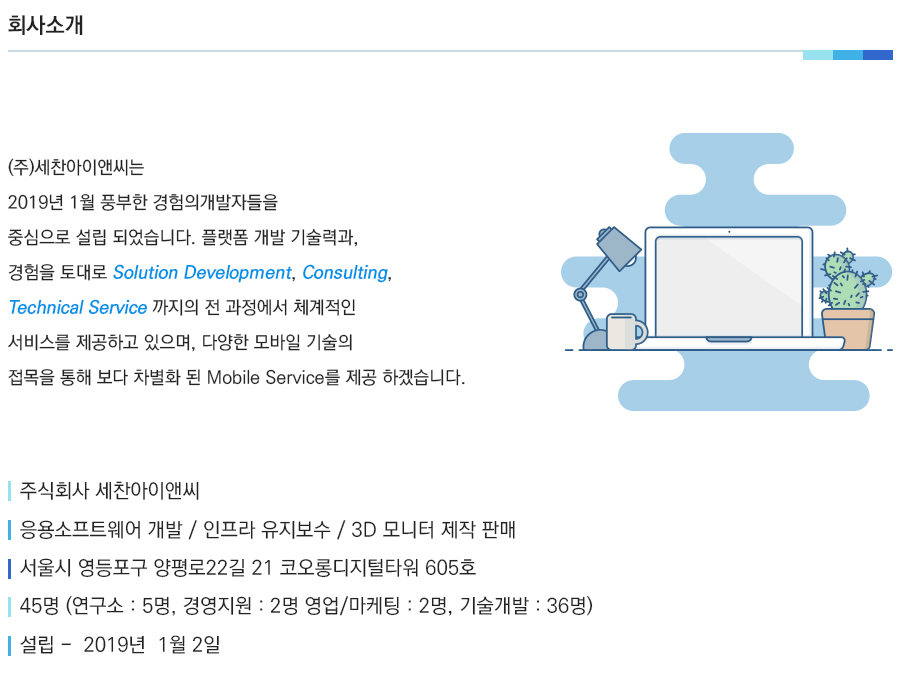 회사소개
(주)세찬아이앤씨는
2019년 1월 풍부한 경험의개발자들을
중심으로 설립 되었습니다. 플랫폼 개발 기술력과,
경험을 토대로 Solution Development, Consulting,
Technical Service 까지의 전 과정에서 체계적인
서비스를 제공하고 있으며, 다양한 모바일 기술의
접목을 통해 보다 차별화 된 Mobile Service를 제공 하겠습니다.
주식회사 세찬아이앤씨
응용소프트웨어 개발 / 인프라 유지보수 / 3D 모니터 제작 판매
서울시 영등포구 양평로22길 21 코오롱디지털타워 605호
45명 (연구소 : 5명, 경영지원 : 2명 영업/마케팅 : 2명, 기술개발 : 36명)
설립 - 2019년 1월 2일